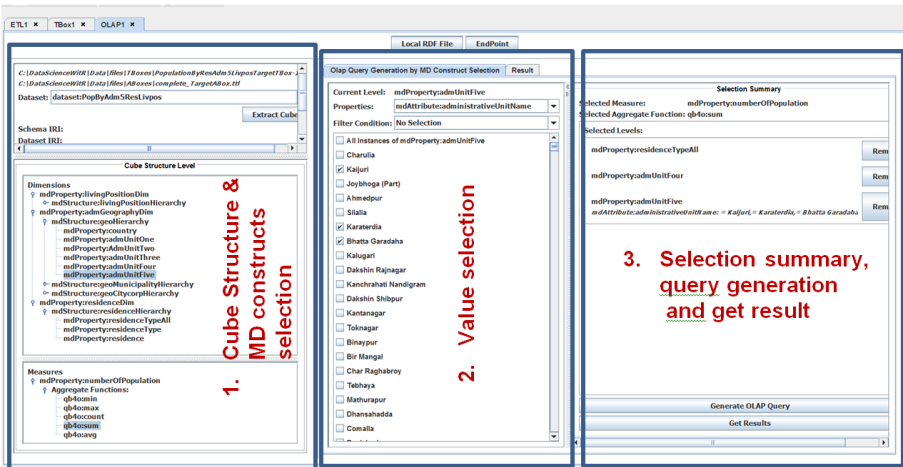 ETL1 × TBox1 × OLAP1 ×
Local RDF File EndPoint
C:\DataScienceWitR\Data\files\TBoxes\PopulationByResAdm5LivposTargetTBox-
C:\DataScienceWitR\Data\files\ABoxes\complete_TargetABox.ttl
Dataset: dataset:PopByAdm5ResLivpos
Extract Cube
Schema IRI:
Dataset IRI:
Cube Structure Level
Dimensions
mdProperty:livingPositionDim
mdStructure:livingPositionHierarchy
mdProperty:admGeographyDim
mdStructure:geoHierarchy
mdProperty:country
mdProperty:admUnitOne
mdProperty:AdmUnitTwo
mdProperty:admUnitThree
mdProperty:admUnitFour
mdProperty:admUnitFive
mdStructure:geoMunicipalityHierarchy
mdStructure:geoCitycorpHierarchy
mdProperty:residenceDim
mdStructure:residenceHierarchy
mdProperty:residenceTypeAll
mdProperty:residenceType
mdProperty:residence
Measures
mdProperty:numberOfPopulation
Aggregate Functions:
qb4o:min
qb4o:max
qb4o:count
qb4o:sum
qb4o:avg
1. Cube Structure &
MD constructs
selection
Olap Query Generation by MD Construct Selection Result
Current Level: mdProperty:admUnitFive
Properties: mdAttribute:administrativeUnitName
Filter Condition: No Selection
All Instances of mdProperty:admUnitFive
Charulia
Kaijuri
Joybhoga (Part)
Ahmedpur
Silalia
Karaterdia
Bhatta Garadaha
Kalugari
Dakshin Rajnagar
Kanchrahati Nandigram
Dakshin Shibpur
Kantanagar
Toknagar
Binaypur
Bir Mangal
Char Raghabroy
Tebhaya
Mathurapur
Dhansahadda
Comalia
2. Value selection
Selection Summary
Selected Measure: mdProperty:numberOfPopulation
Selected Aggregate Function: qb4o:sum
Selected Levels:
mdProperty:residenceTypeAll Rem
mdProperty:admUnitFour Rem
mdProperty:admUnitFive Rem
mdAttribute:administrativeUnitName: = Kaijuri,= Karaterdia,= Bhatta Garadaha
3. Selection summary,
query generation
and get result
Generate OLAP Query
Get Results